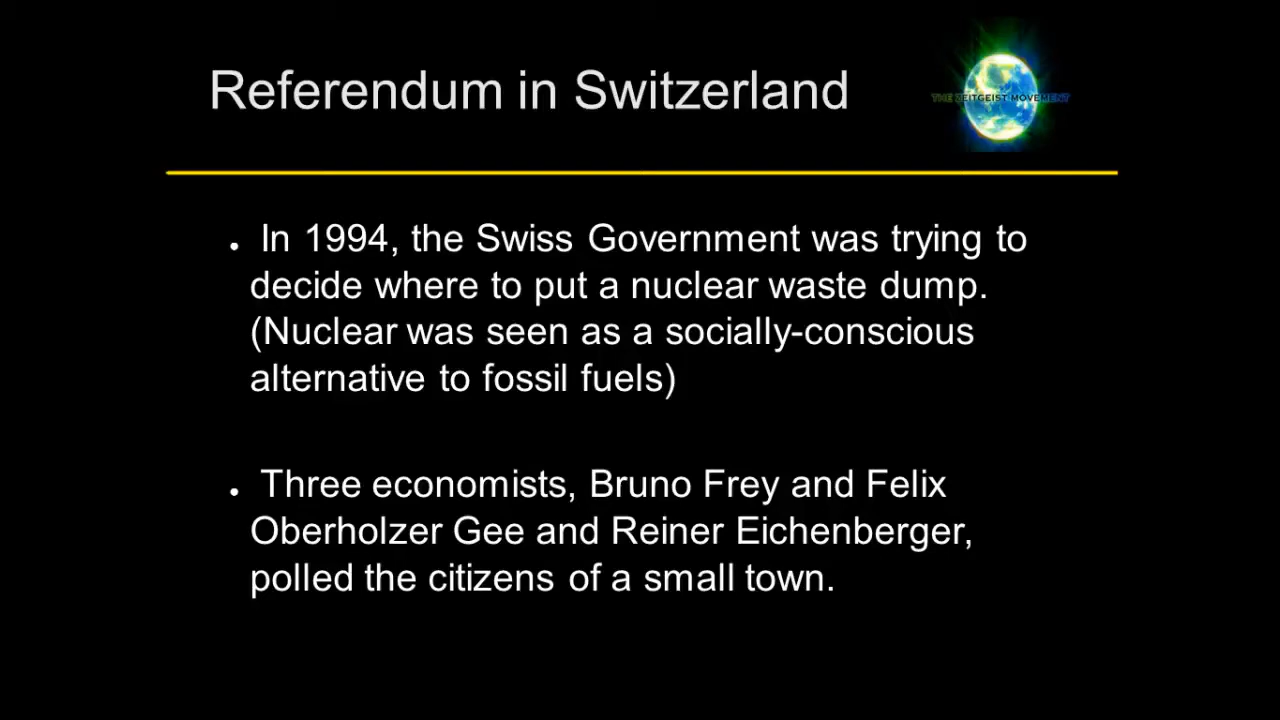 Referendum in Switzerland
THE ZEITGEIST MOVEMENT
● In 1994, the Swiss Government was trying to
decide where to put a nuclear waste dump.
(Nuclear was seen as a socially-conscious
alternative to fossil fuels)
● Three economists, Bruno Frey and Felix
Oberholzer Gee and Reiner Eichenberger,
polled the citizens of a small town.